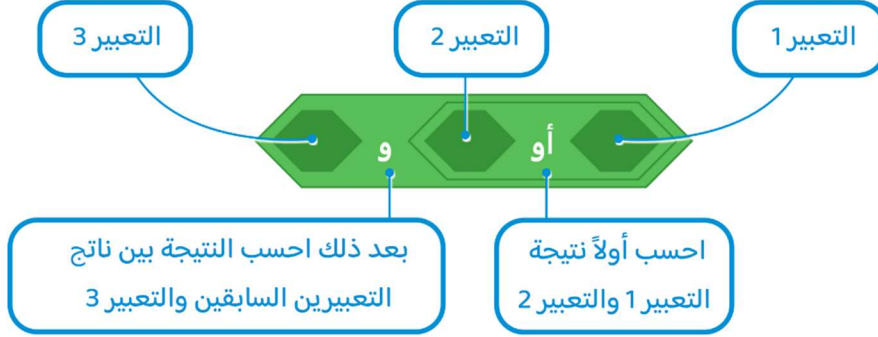 التعبير 1
التعبير 2
التعبير 3
أو
و
احسب أولاً نتيجة
التعبير 1 والتعبير 2
بعد ذلك احسب النتيجة بين ناتج
التعبيرين السابقين والتعبير 3